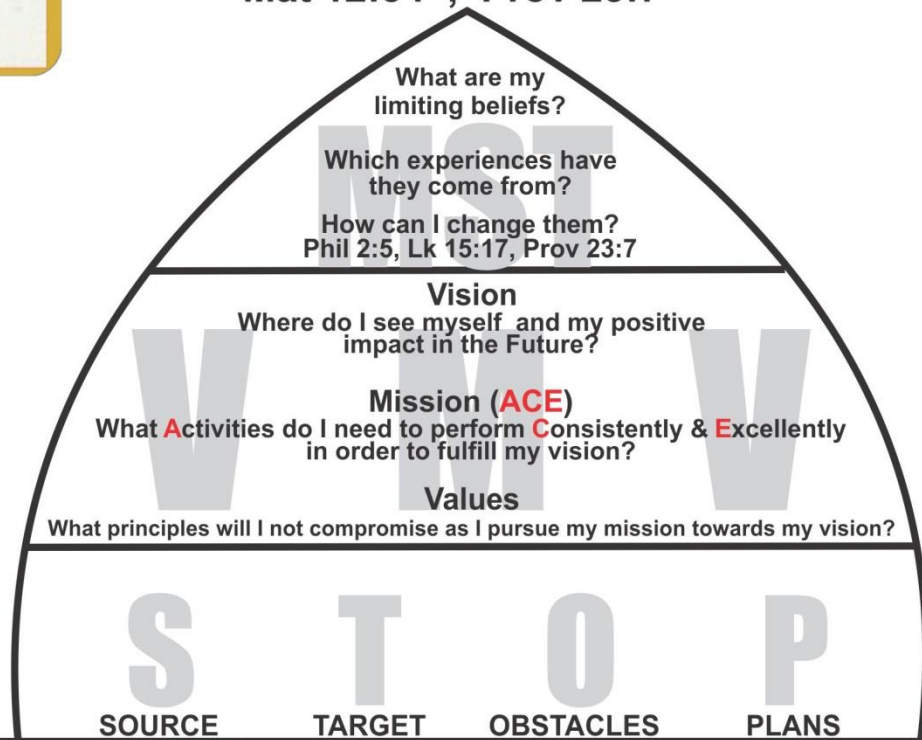 What are my
limiting beliefs?
MST
Which experiences have
they come from?
How can I change them?
Phil 2:5, Lk 15:17, Prov 23:7
Vision
Where do I see myself and my positive
impact in the Future?
V M V
Mission (ACE)
What Activities do I need to perform Consistently & Excellently
in order to fulfill my vision?
Values
What principles will I not compromise as I pursue my mission towards my vision?
S T O P
SOURCE TARGET OBSTACLES PLANS